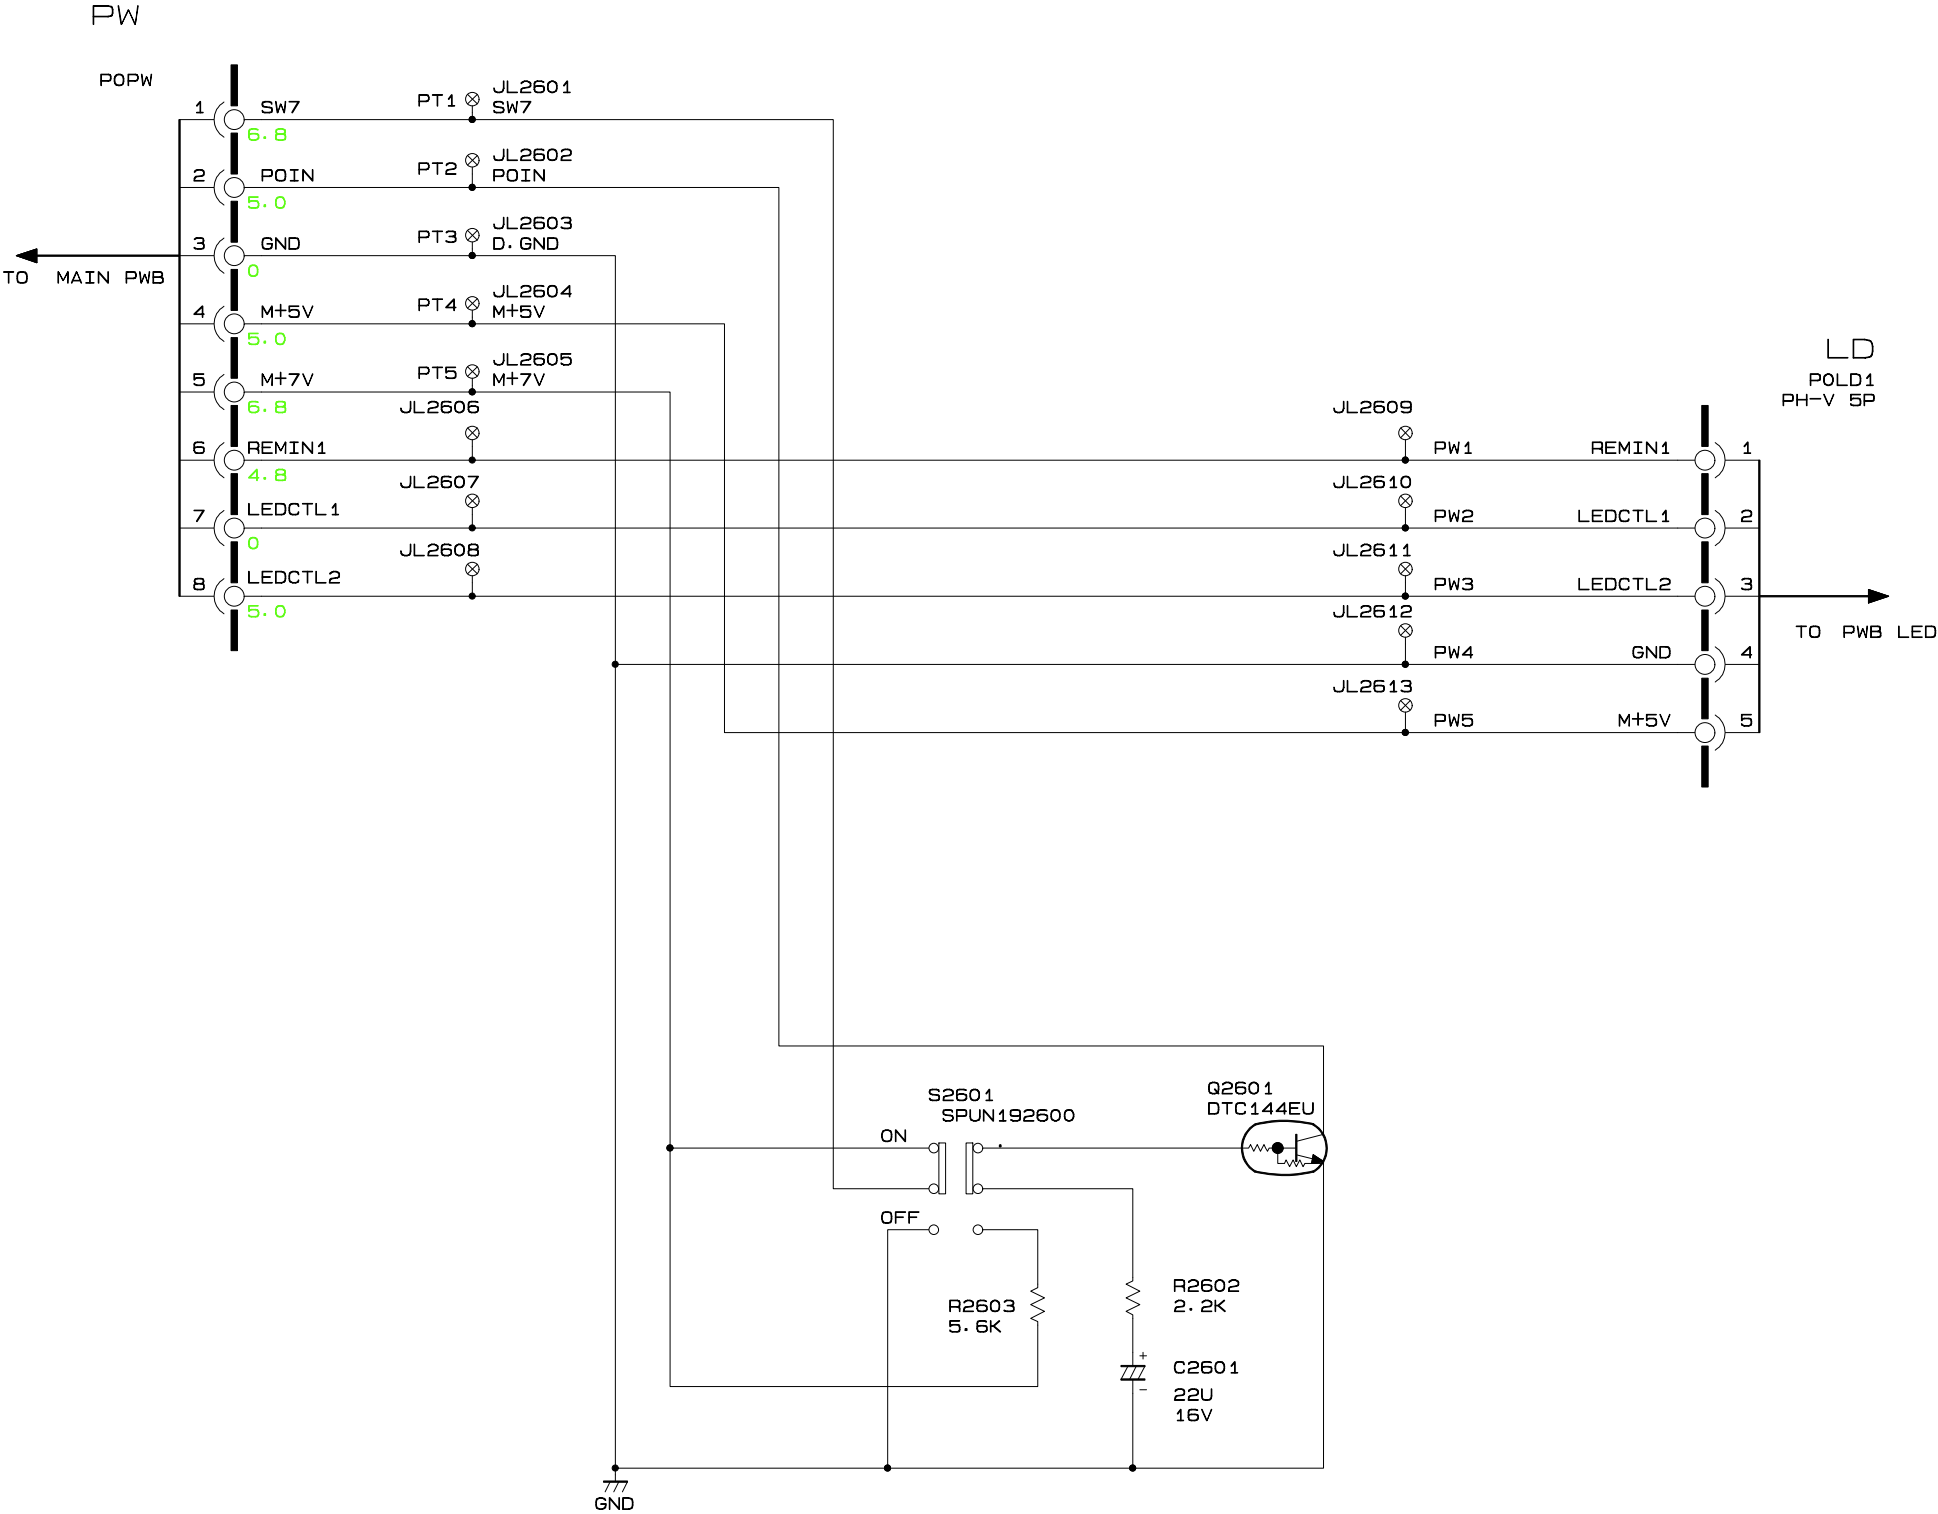 PW
POPW
1 SW7
6.8
PT1
JL2601
SW7
2 POIN
5.0
PT2
JL2602
POIN
3 GND
0
PT3
JL2603
D.GND
TO MAIN PWB
4 M+5V
5.0
PT4
JL2604
M+5V
5 M+7V
6.8
PT5
JL2605
M+7V
JL2606
6 REMIN1
4.8
JL2607
7 LEDCTL1
0
JL2608
8 LEDCTL2
5.0
LD
POLD1
PH-V 5P
JL2609
PW1 REMIN1 1
JL2610
PW2 LEDCTL1 2
JL2611
PW3 LEDCTL2 3
JL2612
TO PWB LED
PW4 GND 4
JL2613
PW5 M+5V 5
S2601
SPUN192600
ON
OFF
Q2601
DTC144EU
R2603
5.6K
R2602
2.2K
+
C2601
-
22U
16V
GND